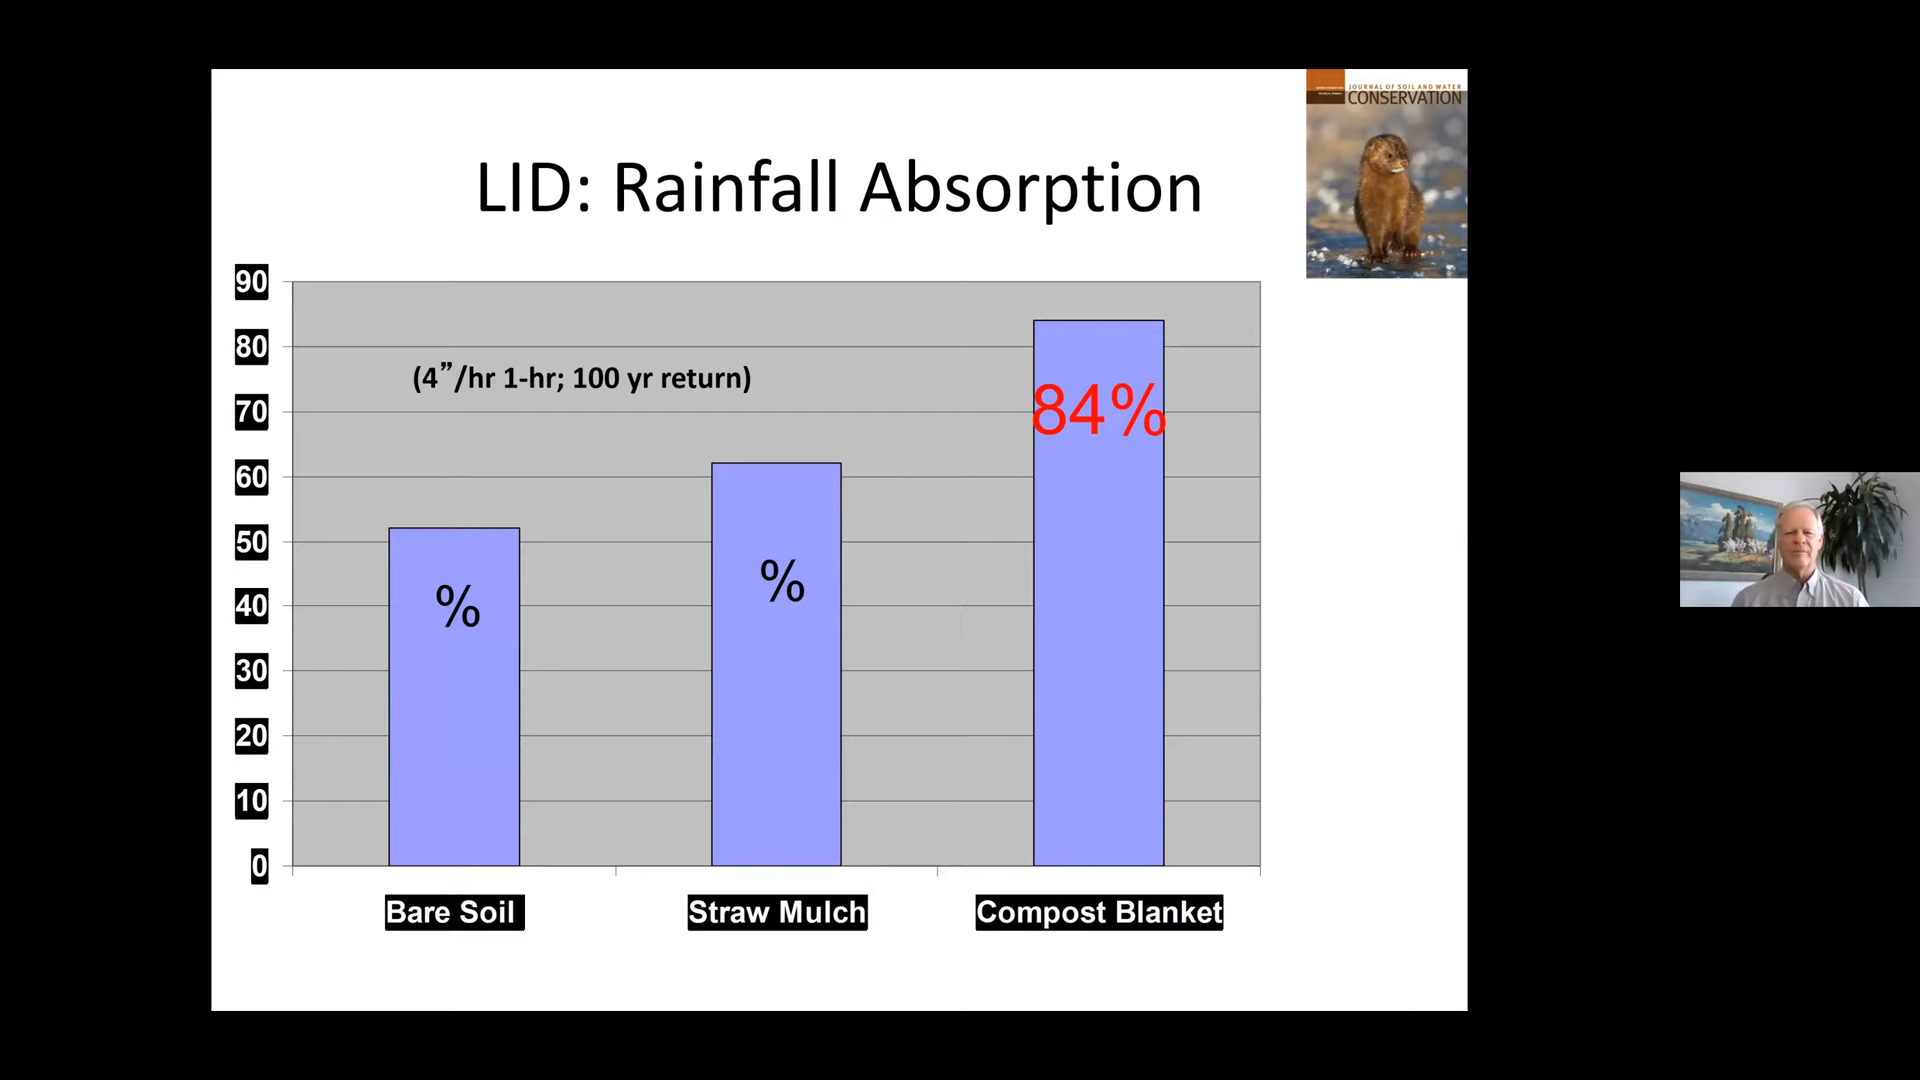 JOURNAL OF SOIL AND WATER
CONSERVATION
LID: Rainfall Absorption
90
80
70
60
50
40
30
20
10
0
(4”/hr 1-hr; 100 yr return)
84%
%
%
Bare Soil
Straw Mulch
Compost Blanket